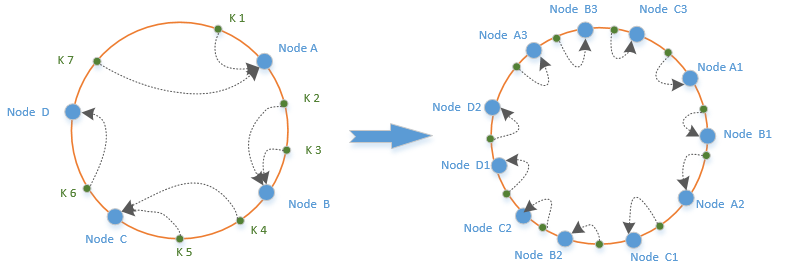 K 1
Node A
K 7
K 2
Node D
K 3
K 6
Node B
K 4
Node C
K 5
Node B3
Node C3
Node A3
Node A1
Node D2
Node B1
Node D1
Node A2
Node C2
Node B2
Node C1